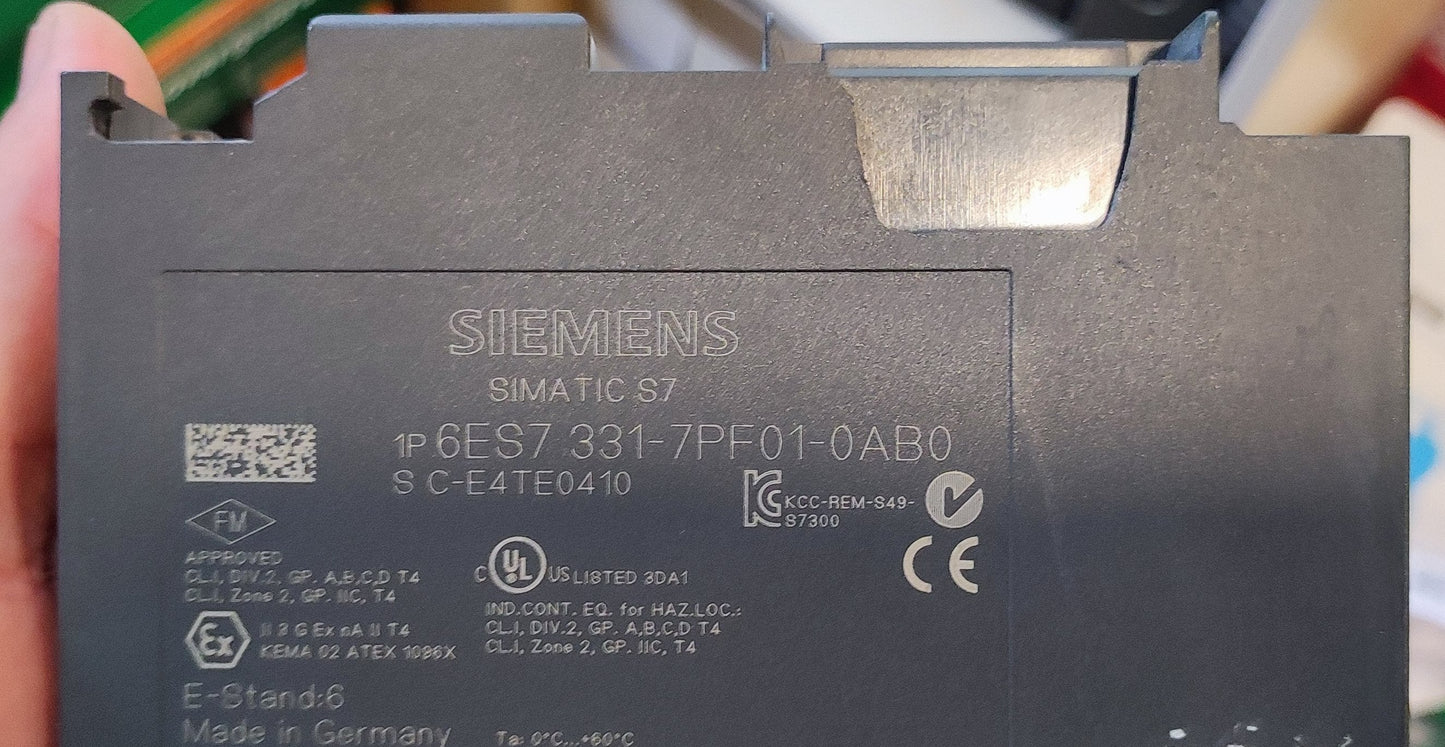 SIEMENS
SIMATIC S7
1P 6ES7 331-7PF01-0AB0
S C-E4TE0410
KCC-REM-S49-
S7300
FM
APPROVED
CL.I, DIV.2, GP. A,B,C,D T4
CL.I, Zone 2, GP. IIC, T4
C UL US LISTED 3DA1
IND.CONT. EQ. for HAZ.LOC.:
CL.I, DIV.2, GP. A,B,C,D T4
CL.I, Zone 2, GP. IIC, T4
CE
Ex
II 3 G Ex nA II T4
KEMA 02 ATEX 1096X
E-Stand:6
Made in Germany
Ta: 0°C...+60°C